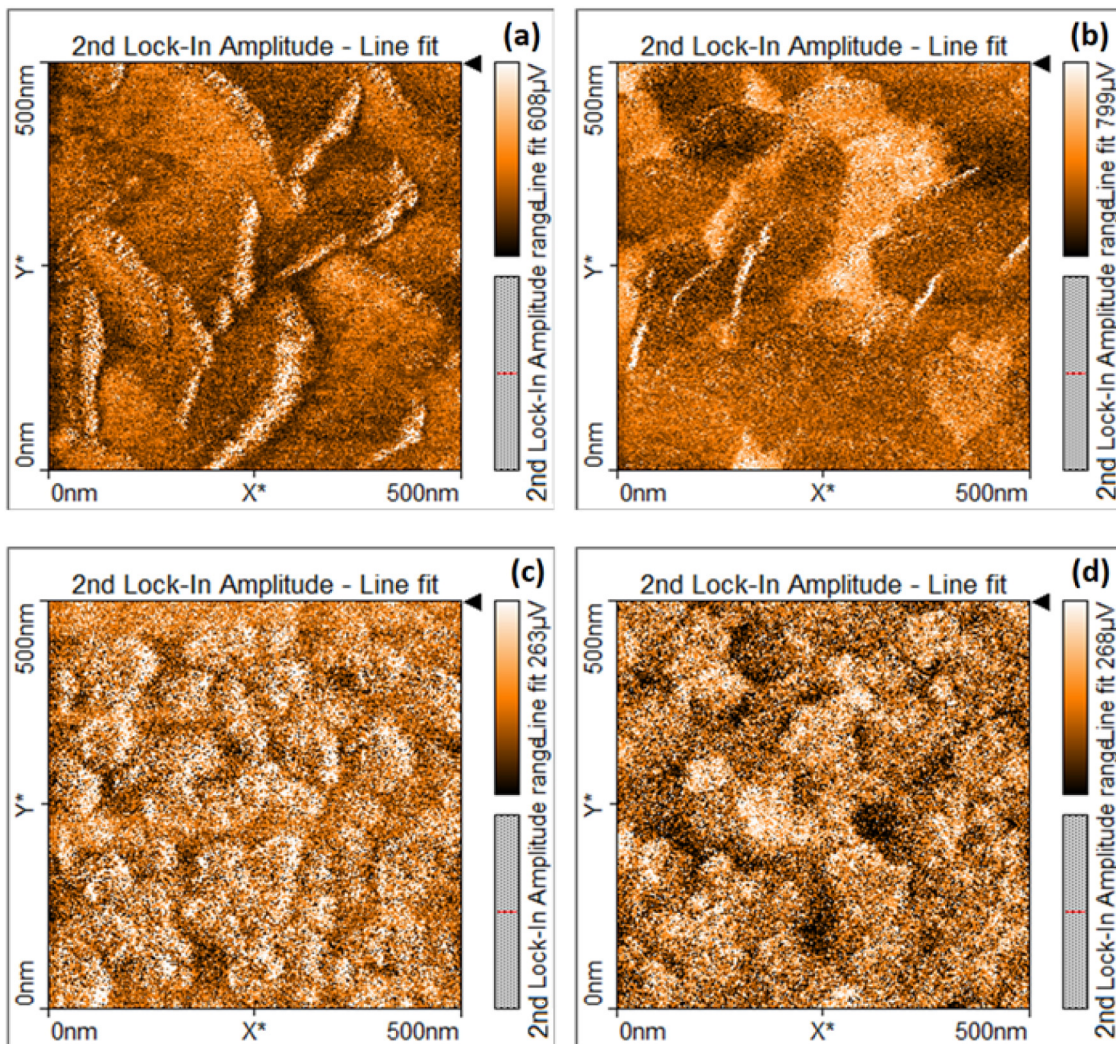 (a)
2nd Lock-In Amplitude - Line fit
500nm
Y*
0nm
0nm
X*
500nm
2nd Lock-In Amplitude range
Line fit 608µV
(b)
2nd Lock-In Amplitude - Line fit
500nm
Y*
0nm
0nm
X*
500nm
2nd Lock-In Amplitude range
Line fit 799µV
(c)
2nd Lock-In Amplitude - Line fit
500nm
Y*
0nm
0nm
X*
500nm
2nd Lock-In Amplitude range
Line fit 263µV
(d)
2nd Lock-In Amplitude - Line fit
500nm
Y*
0nm
0nm
X*
500nm
2nd Lock-In Amplitude range
Line fit 268µV